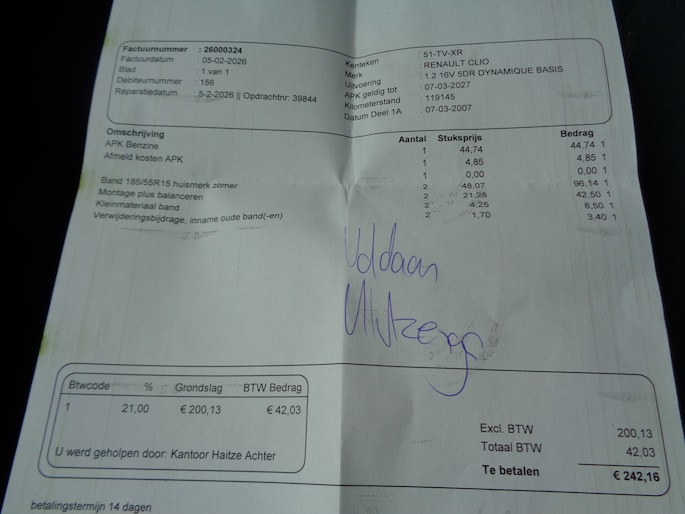 Factuurnummer : 26000324
Factuurdatum : 05-02-2026
Blad : 1 van 1
Debiteurnummer : 156
Reparatiedatum : 5-2-2026 || Opdrachtnr: 39844
Kenteken : 51-TV-XR
Merk : RENAULT CLIO
Uitvoering : 1.2 16V 5DR DYNAMIQUE BASIS
APK geldig tot : 07-03-2027
Kilometerstand : 119145
Datum Deel 1A : 07-03-2007
Omschrijving Aantal Stuksprijs Bedrag
APK Benzine 1 44,74 44,74 1
Afmeld kosten APK 1 4,85 4,85 1
1 0,00 0,00 1
Band 185/55R15 huismerk zomer 2 48,07 96,14 1
Montage plus balanceren 2 21,25 42,50 1
Kleinmateriaal band 2 4,25 8,50 1
Verwijderingsbijdrage, inname oude band(-en) 2 1,70 3,40 1
Voldaan
Btwcode % Grondslag BTW Bedrag
1 21,00 € 200,13 € 42,03
U werd geholpen door: Kantoor Haitze Achter
Excl. BTW 200,13
Totaal BTW 42,03
Te betalen € 242,16
betalingstermijn 14 dagen